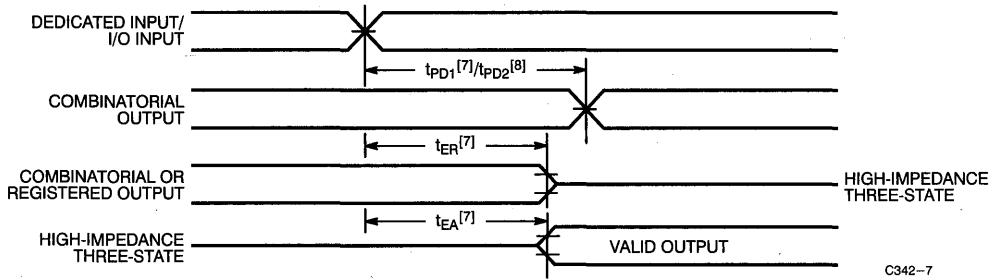 DEDICATED INPUT/
I/O INPUT
tPD1[7]/tPD2[8]
COMBINATORIAL
OUTPUT
tER[7]
COMBINATORIAL OR
REGISTERED OUTPUT
HIGH-IMPEDANCE
THREE-STATE
tEA[7]
HIGH-IMPEDANCE
THREE-STATE
VALID OUTPUT
C342–7